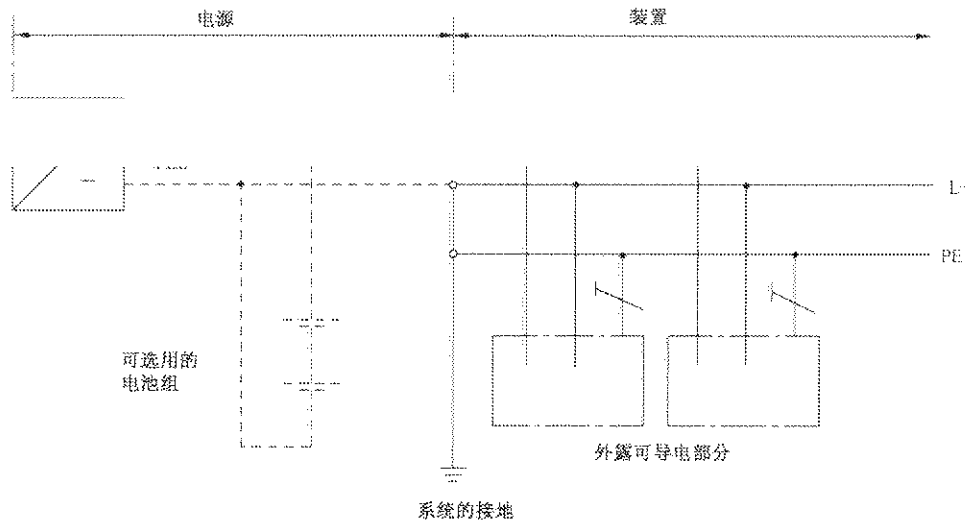 电源
装置
PE
可选用的
电池组
外露可导电部分
系统的接地